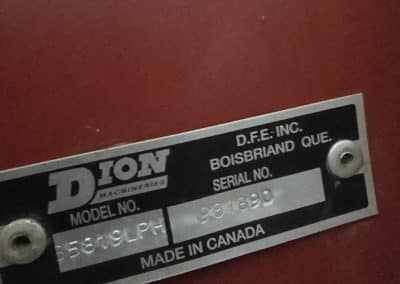 DION
MACHINERIES
D.F.E. INC.
BOISBRIAND QUE.
MODEL NO.
SERIAL NO.
MADE IN CANADA